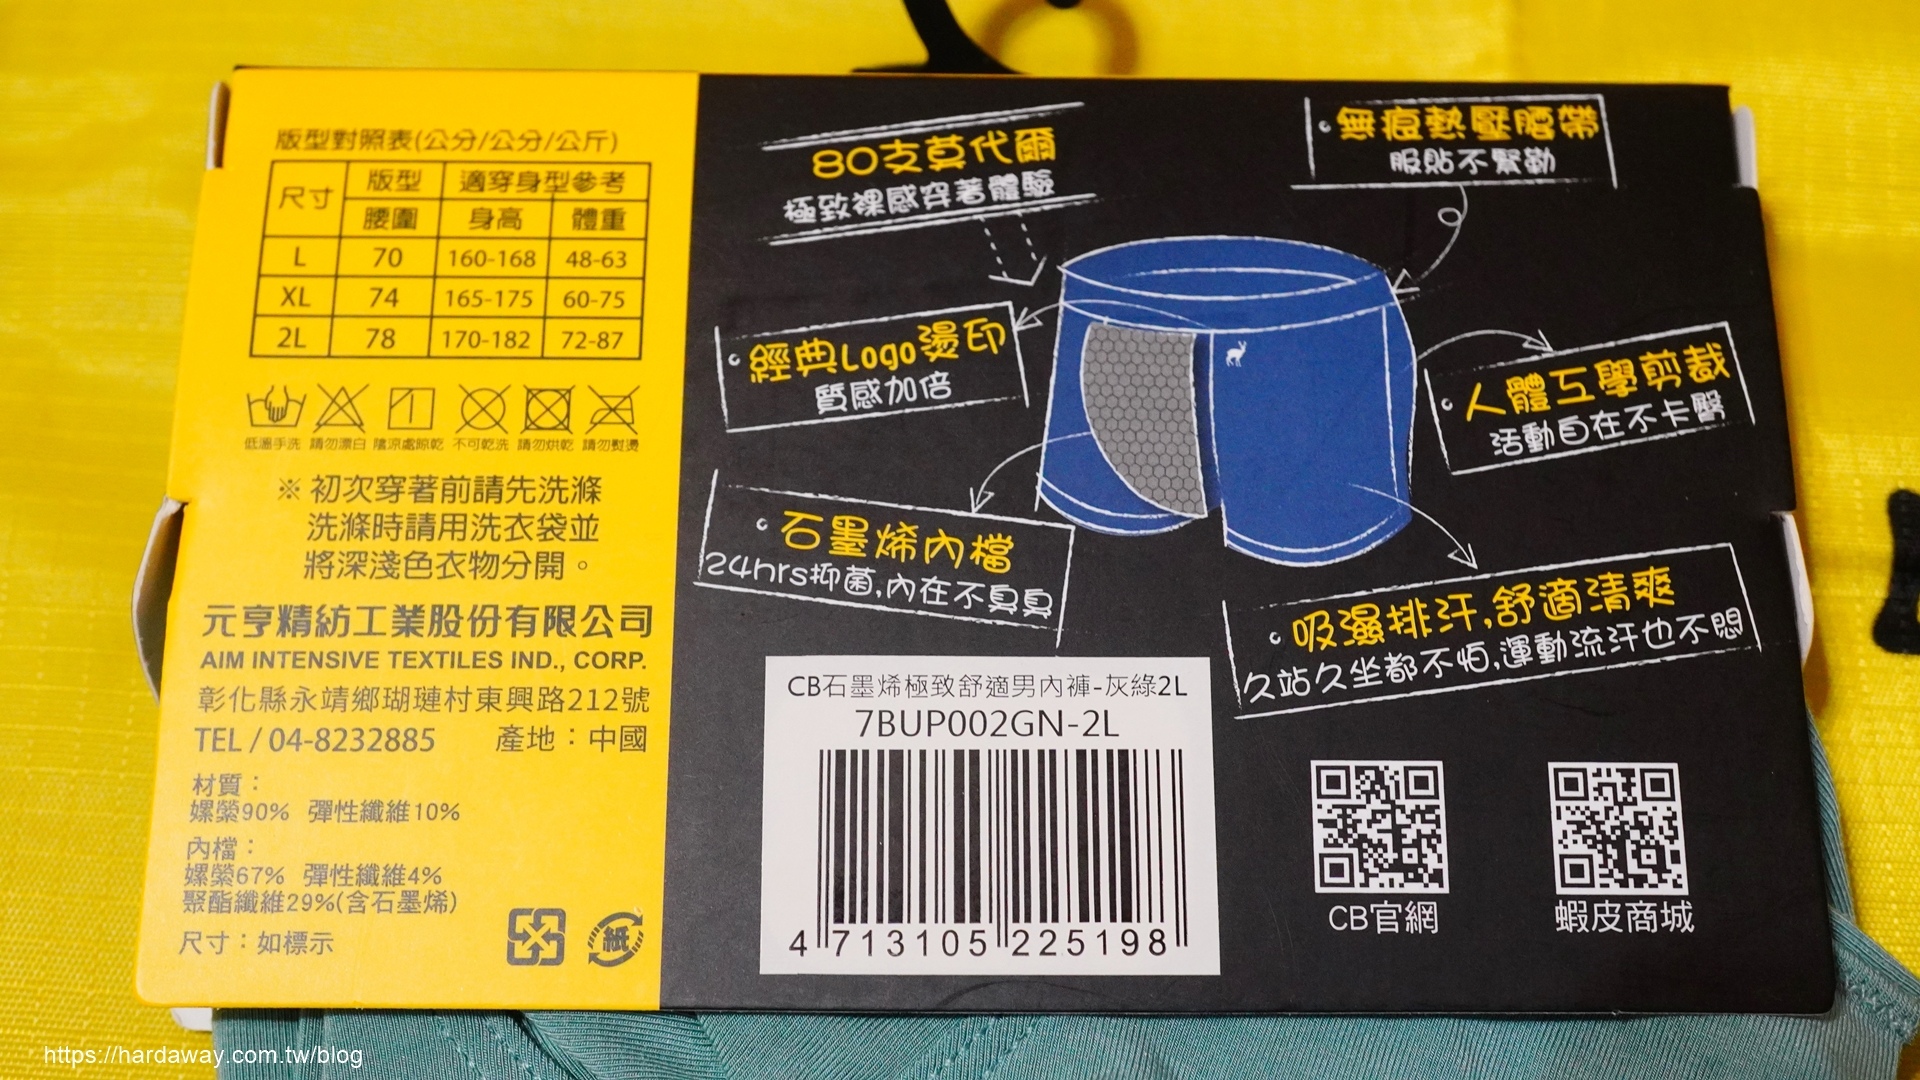 版型對照表(公分/公分/公斤)
尺寸 版型 適穿身型參考
腰圍 身高 體重
L 70 160-168 48-63
XL 74 165-175 60-75
2L 78 170-182 72-87
低溫手洗 請勿漂白 陰涼處晾乾 不可乾洗 請勿烘乾 請勿熨燙
※ 初次穿著前請先洗滌
洗滌時請用洗衣袋並
將深淺色衣物分開。
元亨精紡工業股份有限公司
AIM INTENSIVE TEXTILES IND., CORP.
彰化縣永靖鄉瑚璉村東興路212號
TEL / 04-8232885 產地：中國
材質：
嫘縈90% 彈性纖維10%
內檔：
嫘縈67% 彈性纖維4%
聚酯纖維29%(含石墨烯)
尺寸：如標示
紙
80支莫代爾
極致裸感穿著體驗
無痕熱壓腰帶
服貼不緊勒
經典Logo燙印
質感加倍
人體工學剪裁
活動自在不卡臀
石墨烯內檔
24hrs抑菌,內在不臭臭
吸濕排汗,舒適清爽
久站久坐都不怕,運動流汗也不悶
CB石墨烯極致舒適男內褲-灰綠2L
7BUP002GN-2L
4 713105 225198
CB官網
蝦皮商城
https://hardaway.com.tw/blog